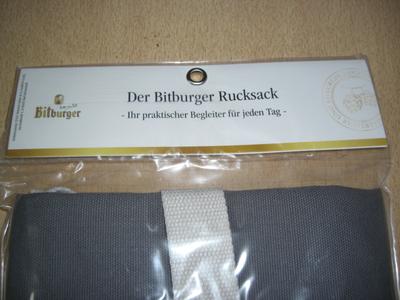 Bitburger
Der Bitburger Rucksack
- Ihr praktischer Begleiter für jeden Tag -